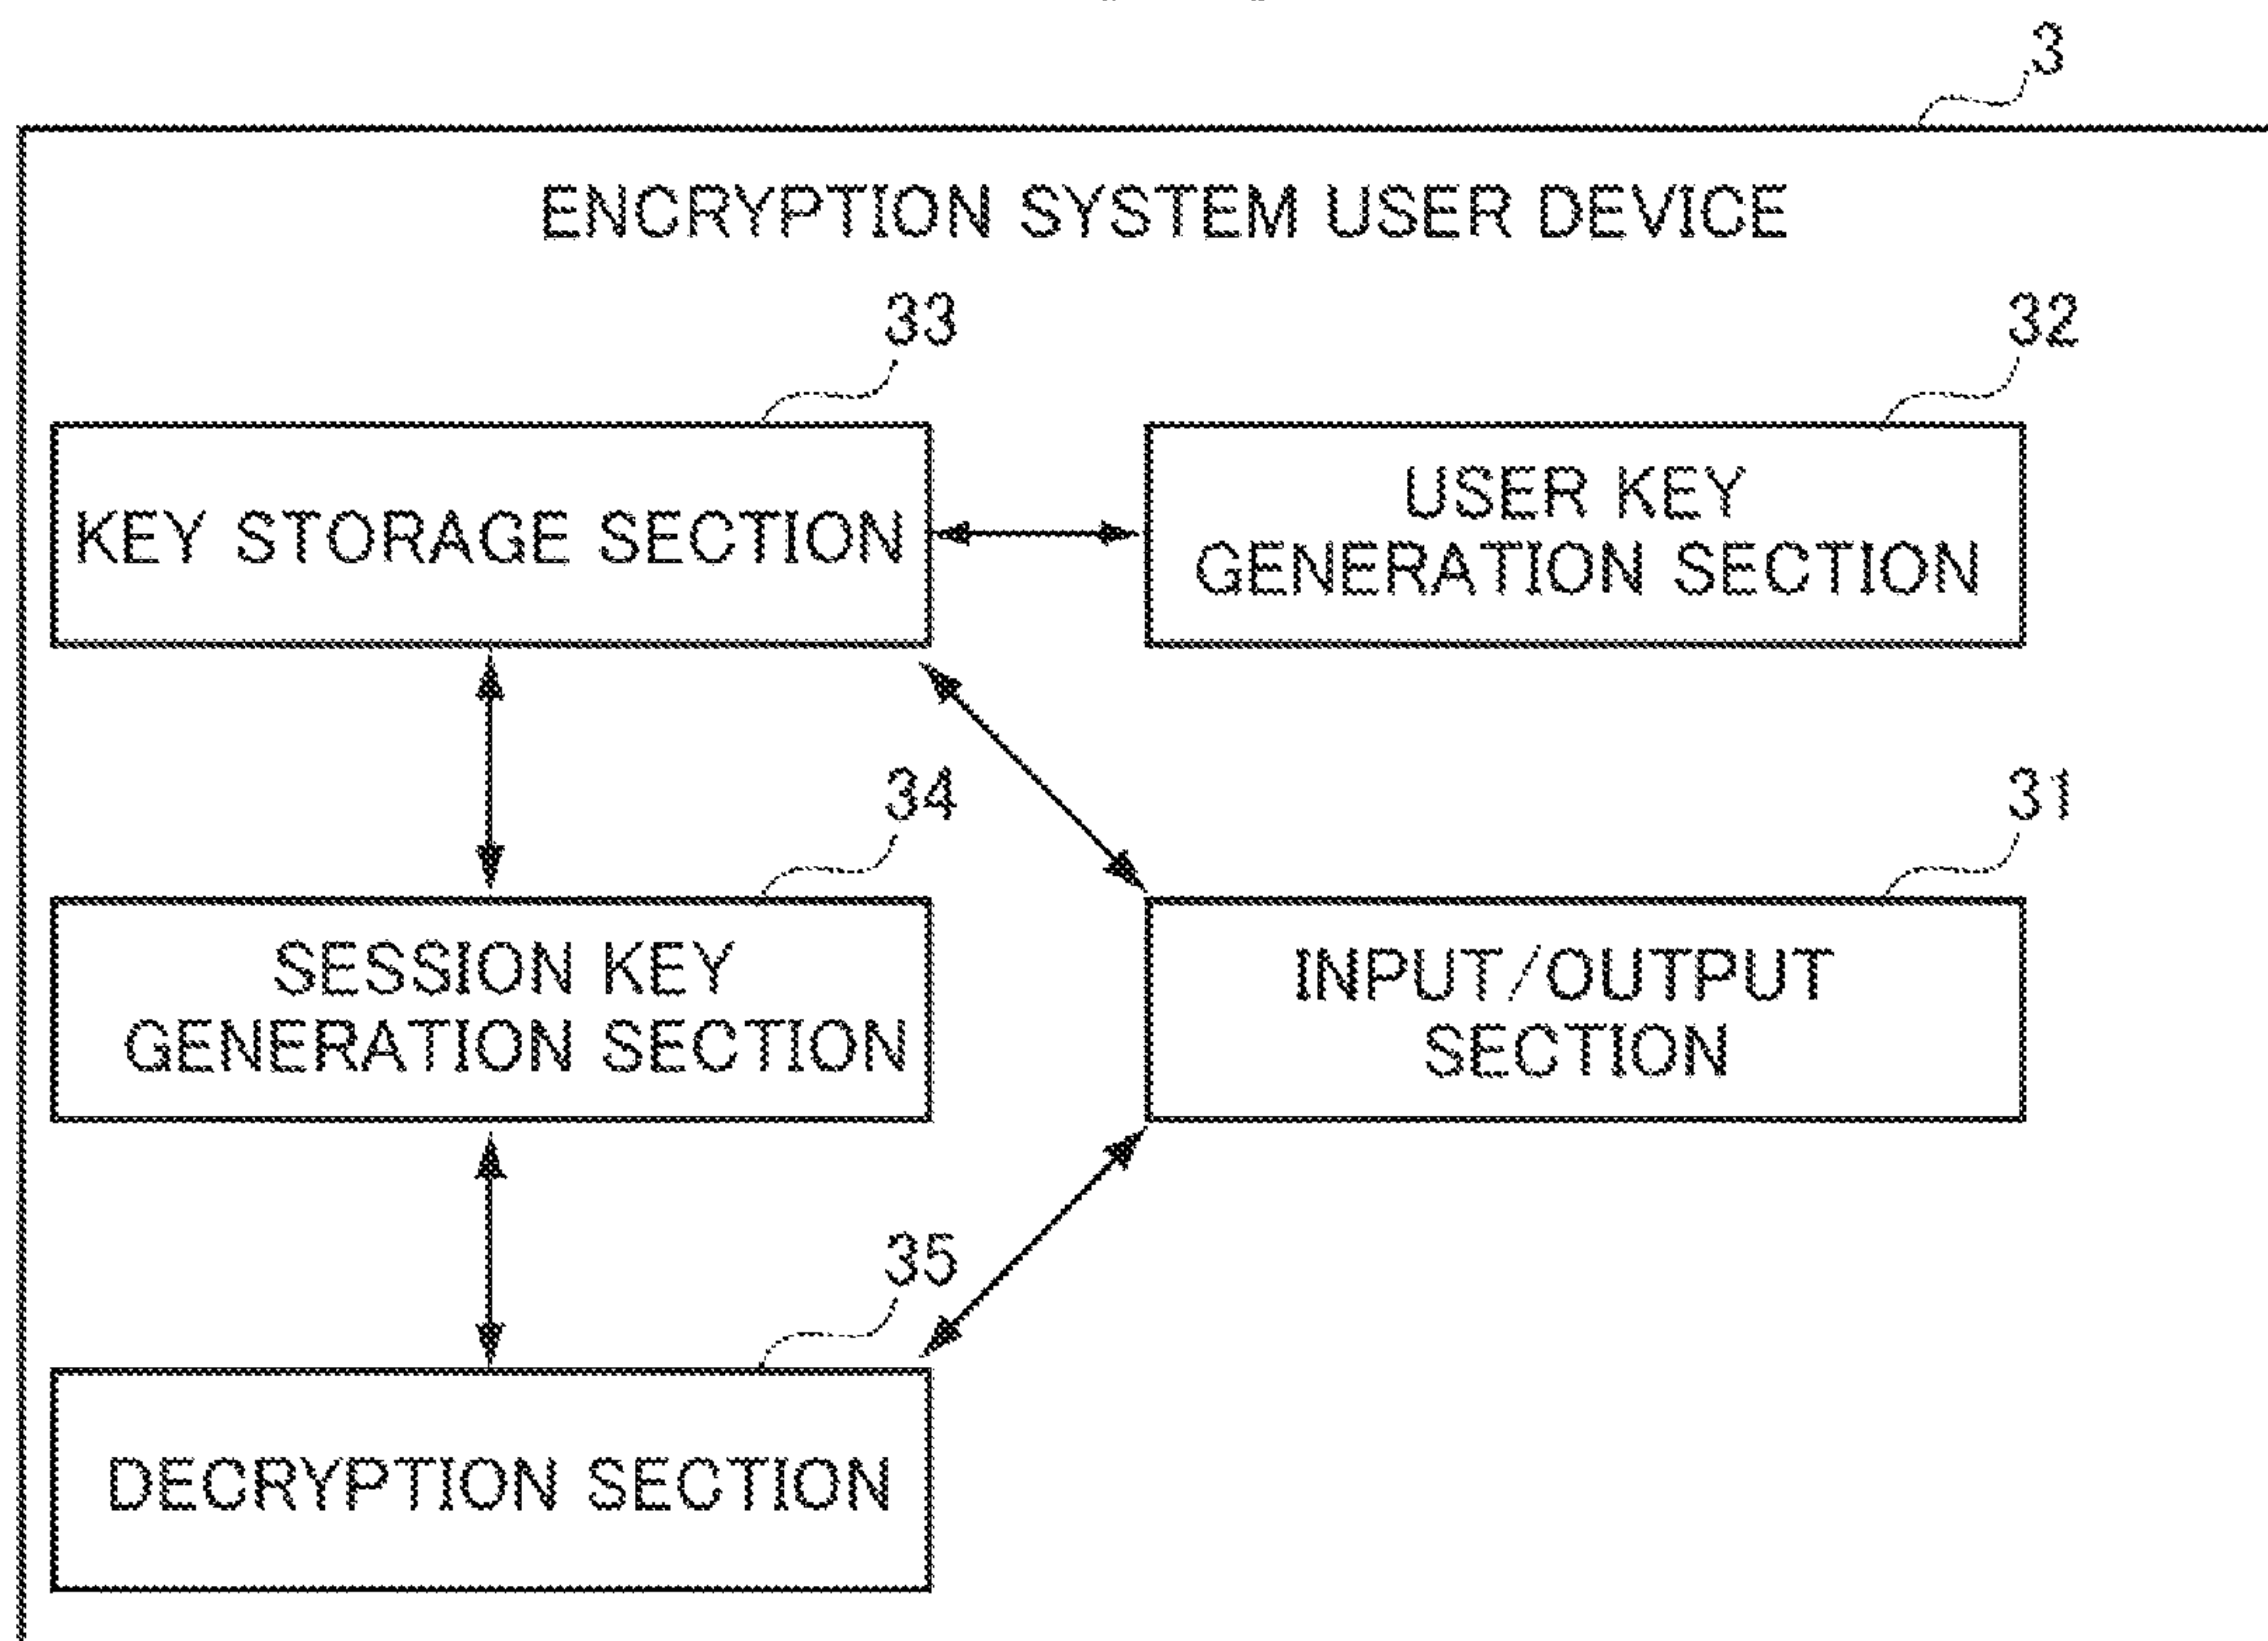 3
ENCRYPTION SYSTEM USER DEVICE
33
32
KEY STORAGE SECTION
USER KEY
GENERATION SECTION
34
31
SESSION KEY
GENERATION SECTION
INPUT/OUTPUT
SECTION
35
DECRYPTION SECTION